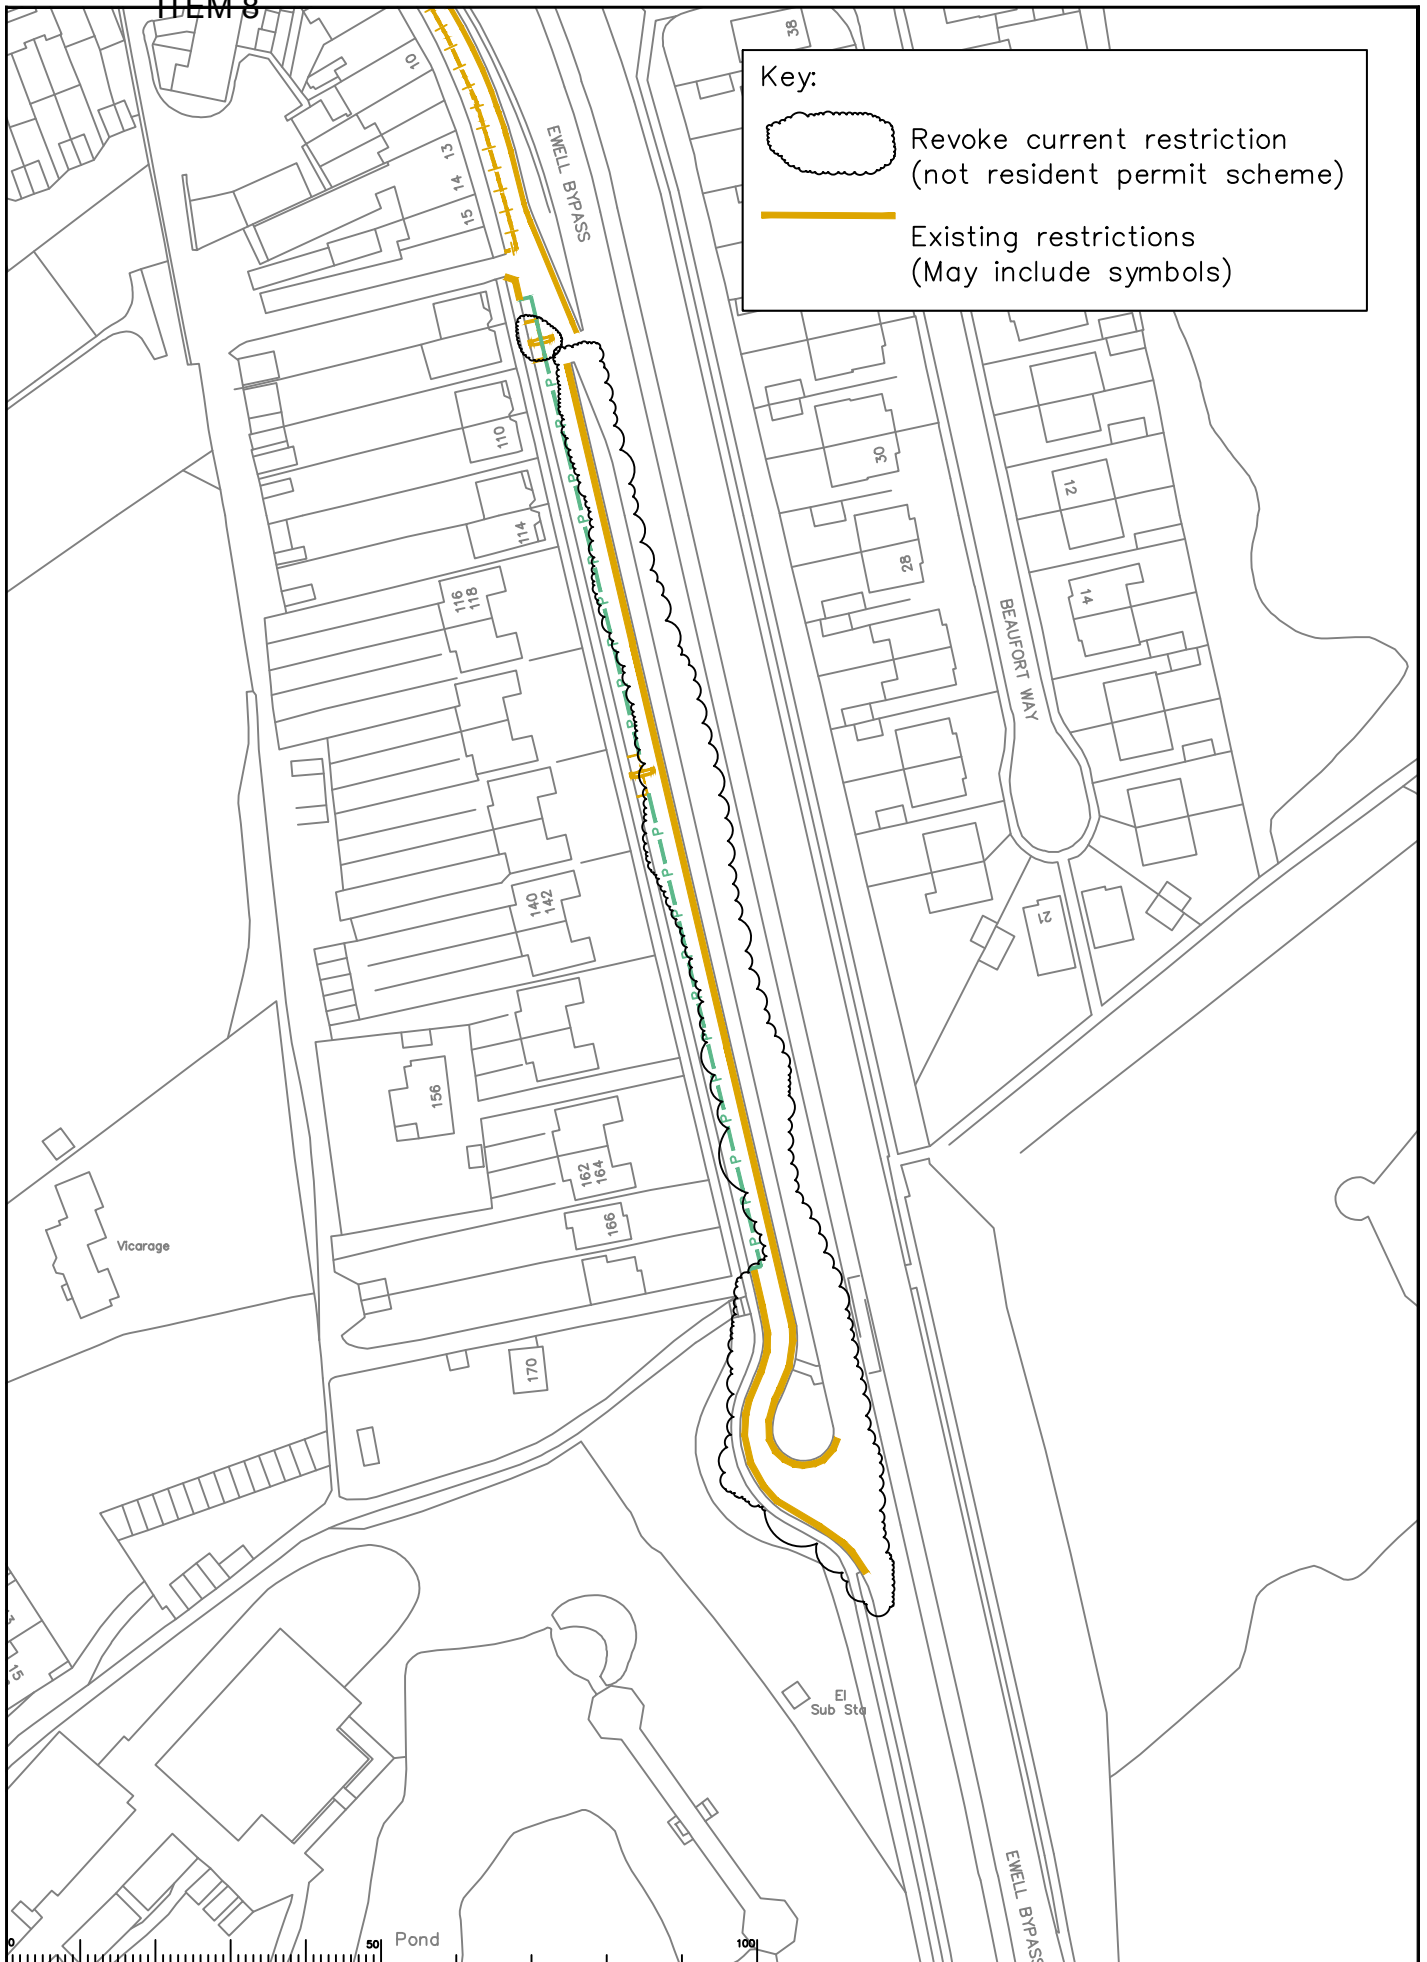 ITEM 8
Key:
Revoke current restriction
(not resident permit scheme)
Existing restrictions
(May include symbols)
38
10
13
14
15
EWELL BYPASS
110
114
116
118
30
28
12
14
BEAUFORT WAY
21
140
142
156
162
164
166
170
Vicarage
15
El
Sub Sta
EWELL BYPASS
Pond
0
50
100
P P P P P P P P P P P
P P P P P P P P P P P